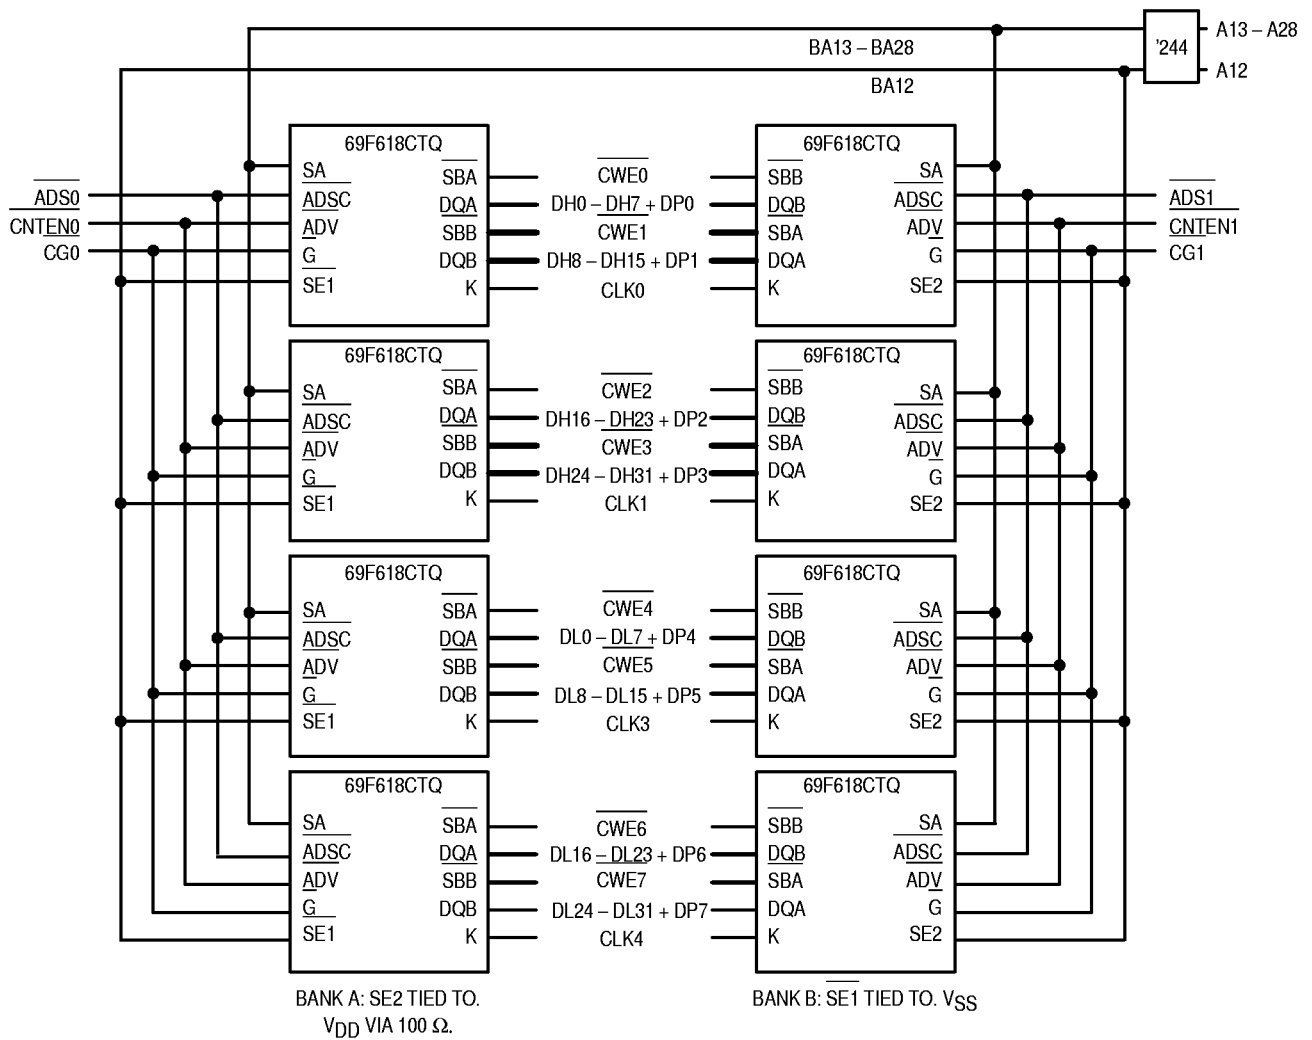 '244
A13 – A28
A12
BA13 – BA28
BA12
ADS0
CNTEN0
CG0
69F618CTQ
SA
ADSC
ADV
G
SE1
SBA
DQA
SBB
DQB
K
CWE0
DH0 – DH7 + DP0
CWE1
DH8 – DH15 + DP1
CLK0
69F618CTQ
SBB
DQB
SBA
DQA
K
SA
ADSC
ADV
G
SE2
ADS1
CNTEN1
CG1
69F618CTQ
SA
ADSC
ADV
G
SE1
SBA
DQA
SBB
DQB
K
CWE2
DH16 – DH23 + DP2
CWE3
DH24 – DH31 + DP3
CLK1
69F618CTQ
SBB
DQB
SBA
DQA
K
SA
ADSC
ADV
G
SE2
69F618CTQ
SA
ADSC
ADV
G
SE1
SBA
DQA
SBB
DQB
K
CWE4
DL0 – DL7 + DP4
CWE5
DL8 – DL15 + DP5
CLK3
69F618CTQ
SBB
DQB
SBA
DQA
K
SA
ADSC
ADV
G
SE2
69F618CTQ
SA
ADSC
ADV
G
SE1
SBA
DQA
SBB
DQB
K
CWE6
DL16 – DL23 + DP6
CWE7
DL24 – DL31 + DP7
CLK4
69F618CTQ
SBB
DQB
SBA
DQA
K
SA
ADSC
ADV
G
SE2
BANK A: SE2 TIED TO.
VDD VIA 100 Ω.
BANK B: SE1 TIED TO. VSS